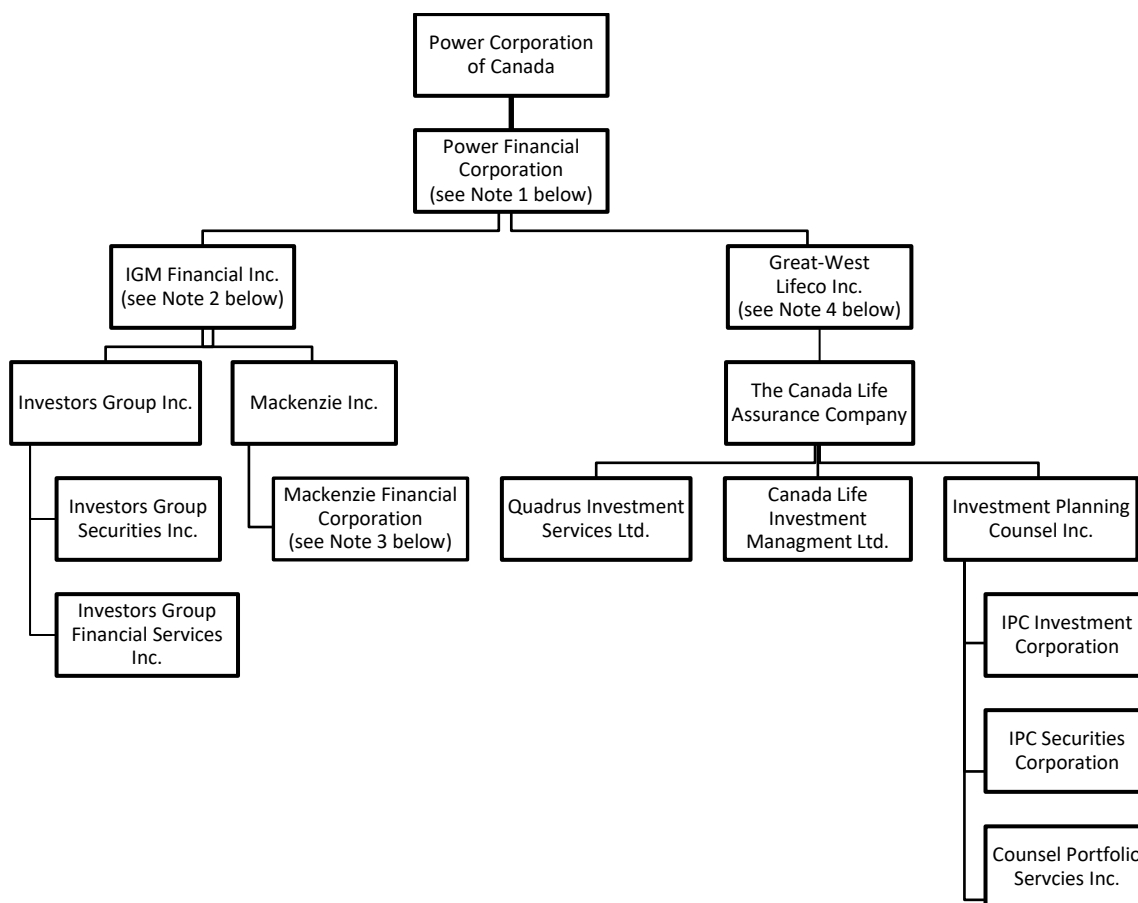 Power Corporation
of Canada
Power Financial
Corporation
(see Note 1 below)
IGM Financial Inc.
(see Note 2 below)
Great-West
Lifeco Inc.
(see Note 4 below)
Investors Group Inc.
Mackenzie Inc.
The Canada Life
Assurance Company
Investors Group
Securities Inc.
Mackenzie Financial
Corporation
(see Note 3 below)
Quadrus Investment
Services Ltd.
Canada Life
Investment
Managment Ltd.
Investment Planning
Counsel Inc.
Investors Group
Financial Services
Inc.
IPC Investment
Corporation
IPC Securities
Corporation
Counsel Portfolio
Servcies Inc.